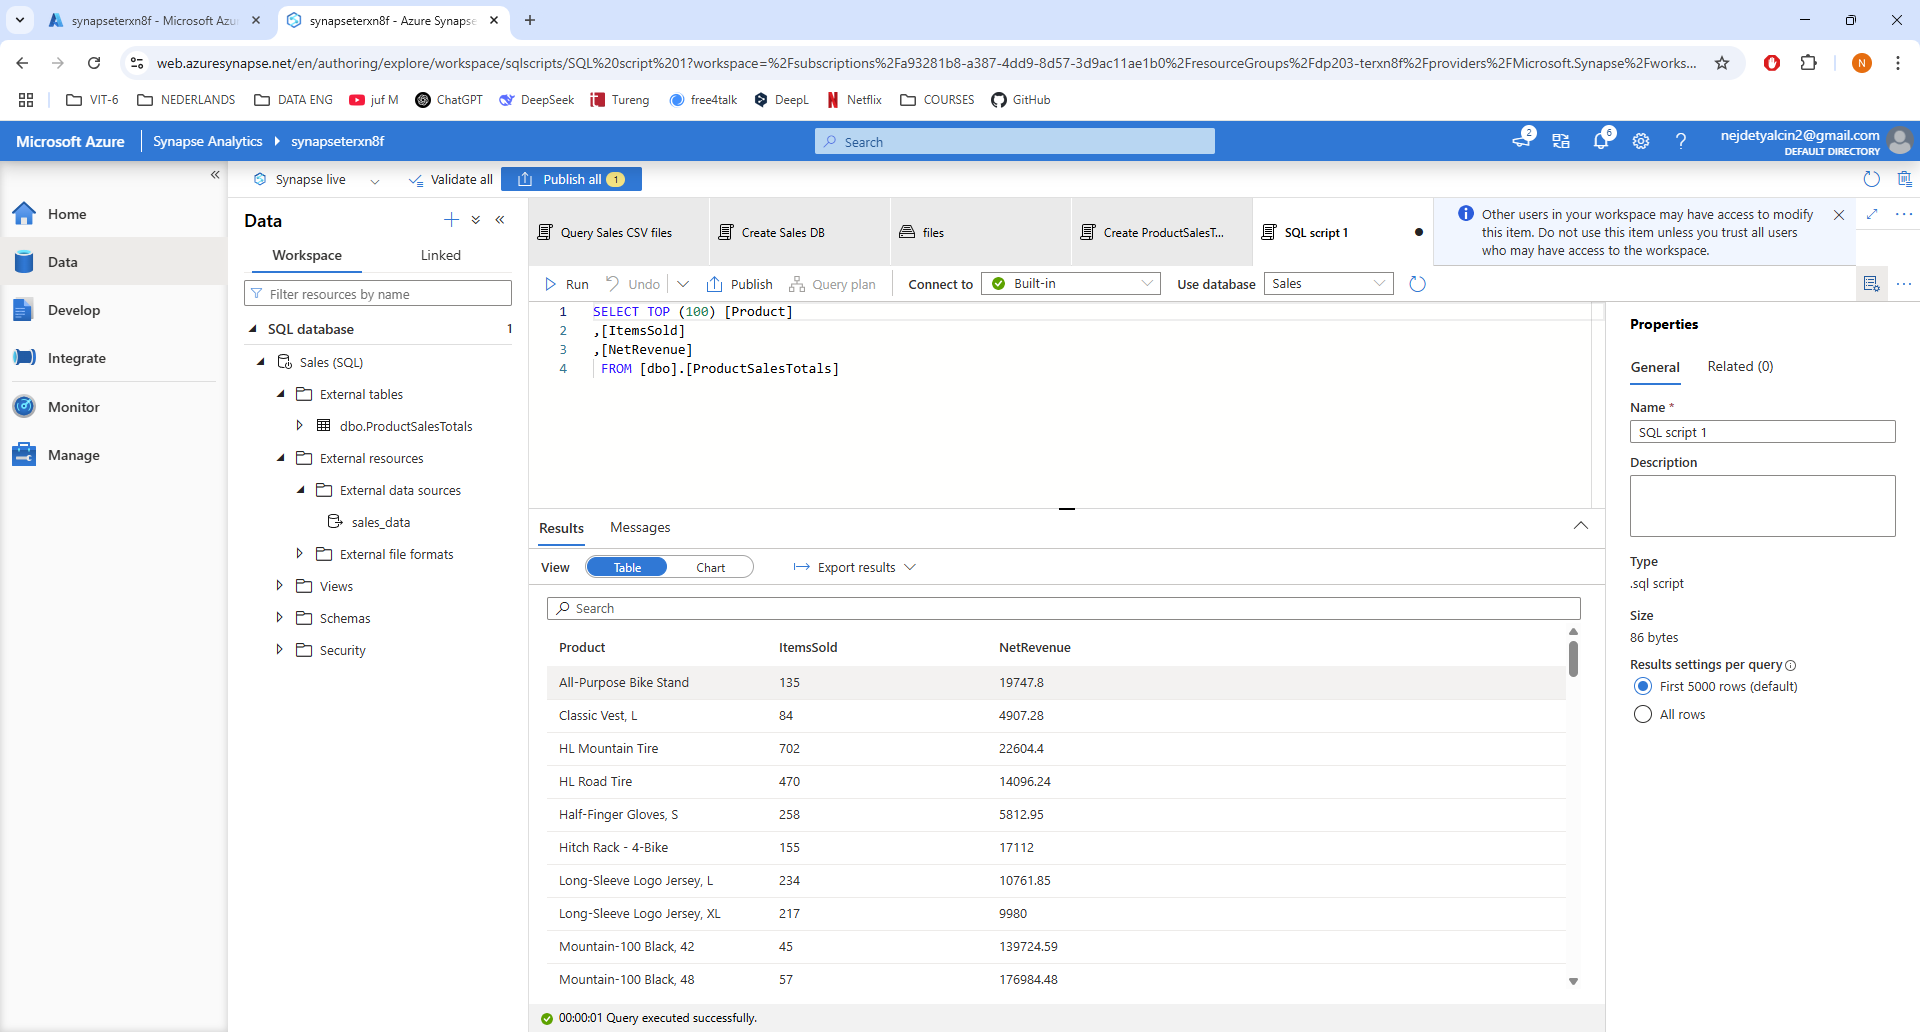 synapseterxn8f - Microsoft Azu
synapseterxn8f - Azure Synapse
web.azuresynapse.net/en/authoring/explore/workspace/sqlscripts/SQL%20script%201?workspace=%2Fsubscriptions%2Fa93281b8-a387-4dd9-8d57-3d9ac11ae1b0%2FresourceGroups%2Fdp203-terxn8f%2Fproviders%2FMicrosoft.Synapse%2Fworks...
N
VIT-6
NEDERLANDS
DATA ENG
juf M
ChatGPT
DeepSeek
Tureng
free4talk
DeepL
Netflix
COURSES
GitHub
Microsoft Azure
Synapse Analytics
synapseterxn8f
Search
2
6
nejdetyalcin2@gmail.com
DEFAULT DIRECTORY
Synapse live
Validate all
Publish all 1
Home
Data
Develop
Integrate
Monitor
Manage
Data
Workspace
Linked
Filter resources by name
SQL database 1
Sales (SQL)
External tables
dbo.ProductSalesTotals
External resources
External data sources
sales_data
External file formats
Views
Schemas
Security
Query Sales CSV files
Create Sales DB
files
Create ProductSalesT...
SQL script 1
Other users in your workspace may have access to modify
this item. Do not use this item unless you trust all users
who may have access to the workspace.
Run
Undo
Publish
Query plan
Connect to
Built-in
Use database
Sales
1 SELECT TOP (100) [Product]
2 ,[ItemsSold]
3 ,[NetRevenue]
4 FROM [dbo].[ProductSalesTotals]
Results
Messages
View
Table
Chart
Export results
Search
Product ItemsSold NetRevenue
All-Purpose Bike Stand 135 19747.8
Classic Vest, L 84 4907.28
HL Mountain Tire 702 22604.4
HL Road Tire 470 14096.24
Half-Finger Gloves, S 258 5812.95
Hitch Rack - 4-Bike 155 17112
Long-Sleeve Logo Jersey, L 234 10761.85
Long-Sleeve Logo Jersey, XL 217 9980
Mountain-100 Black, 42 45 139724.59
Mountain-100 Black, 48 57 176984.48
00:00:01 Query executed successfully.
Properties
General
Related (0)
Name *
SQL script 1
Description
Type
.sql script
Size
86 bytes
Results settings per query
First 5000 rows (default)
All rows